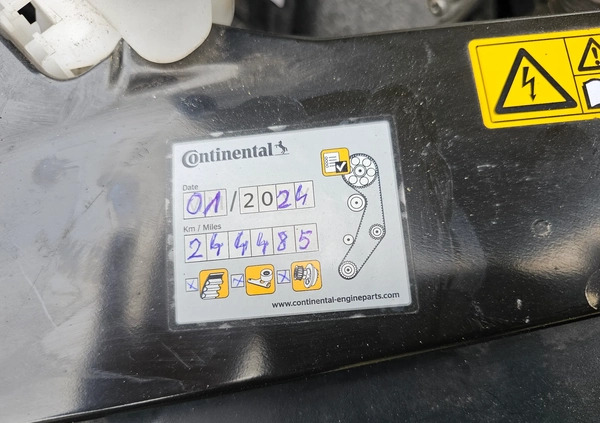 Continental
Date
01/2024
Km / Miles
244485
www.continental-engineparts.com